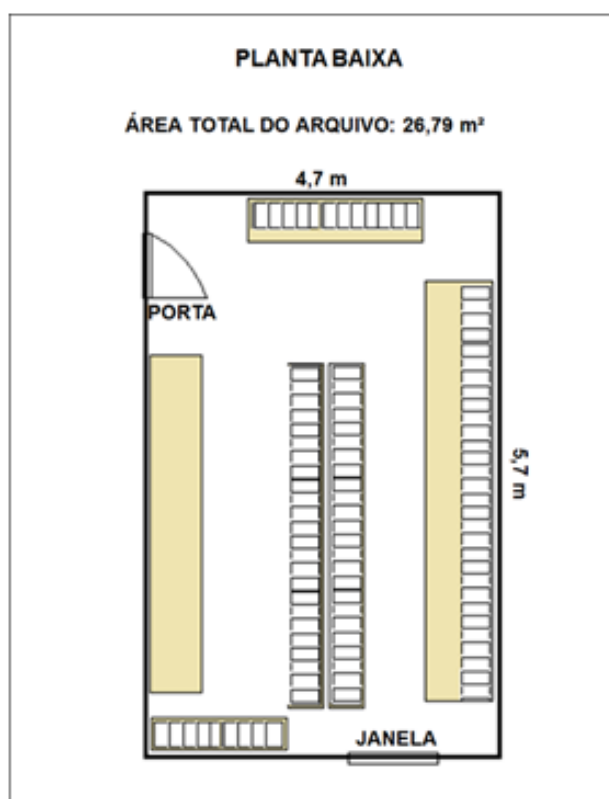 PLANTA BAIXA
ÁREA TOTAL DO ARQUIVO: 26,79 m²
4,7 m
PORTA
5,7 m
JANELA